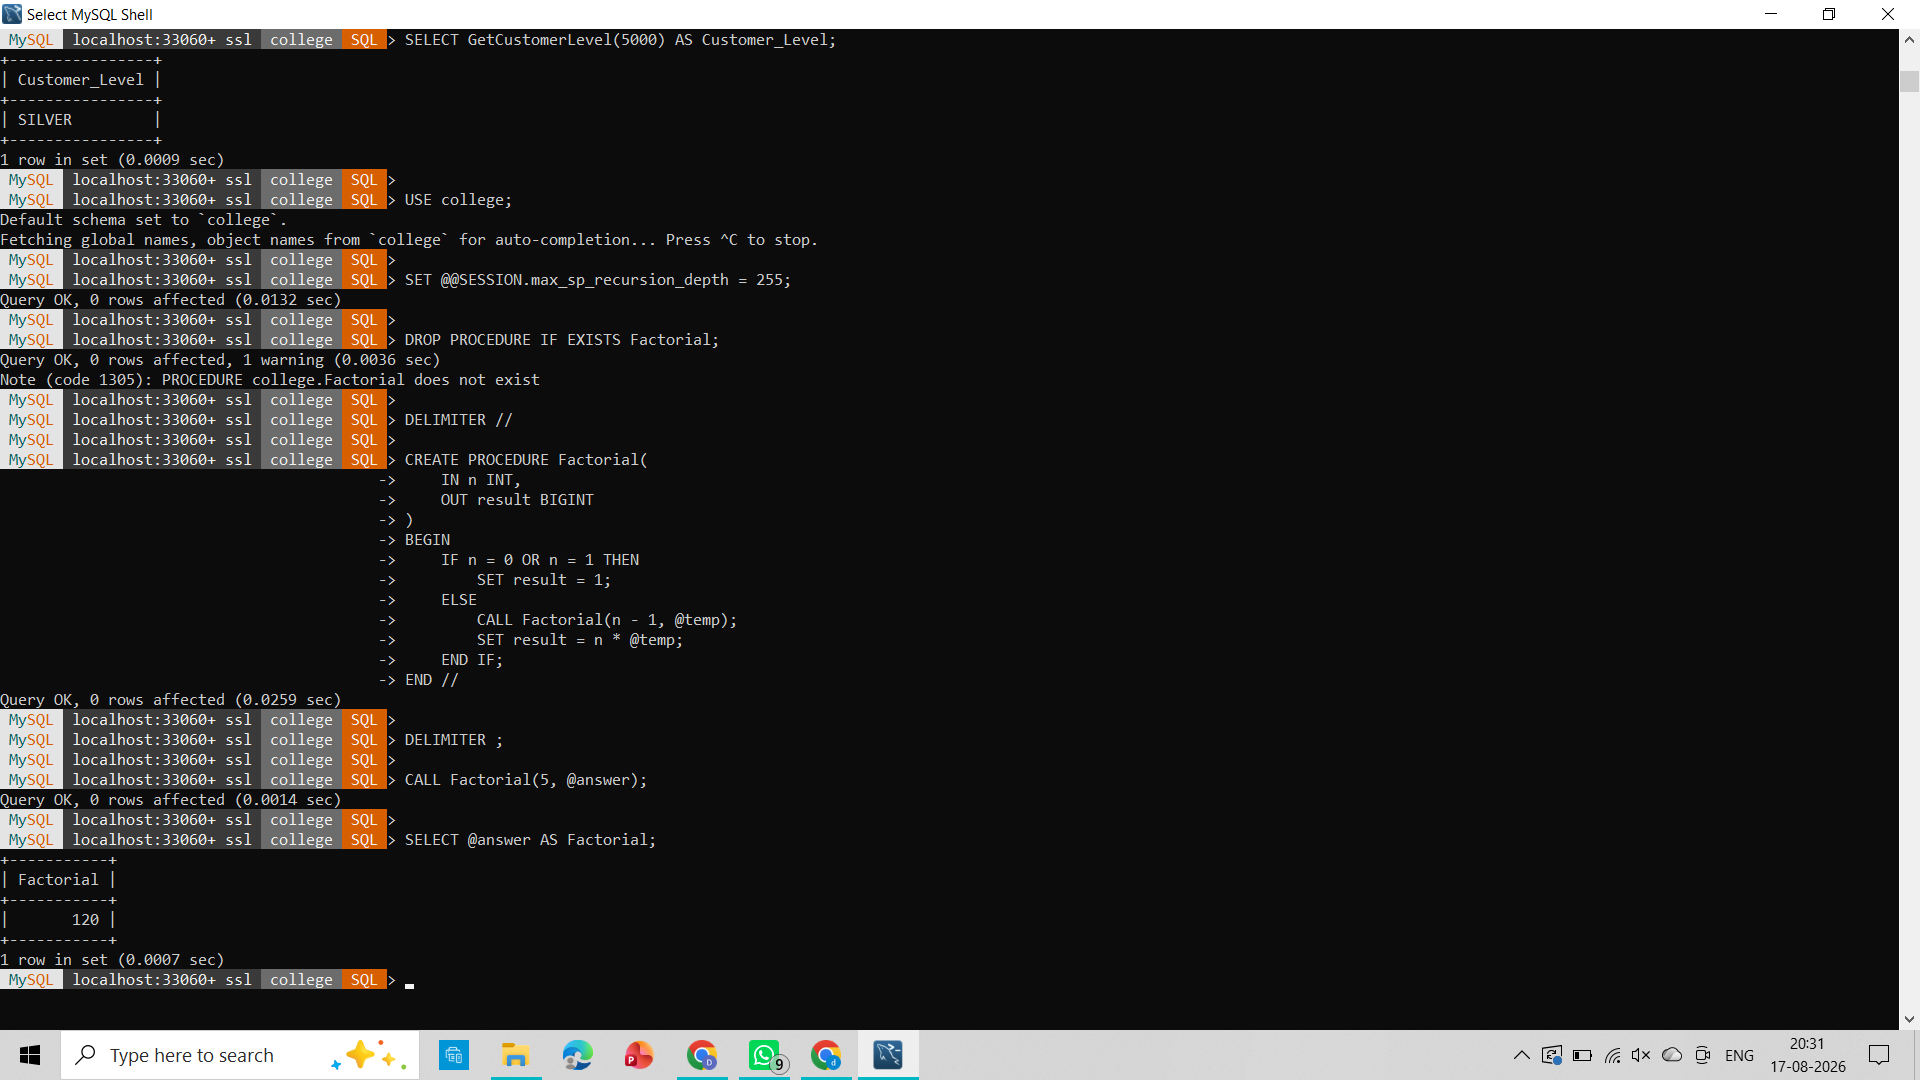 Select MySQL Shell
MySQL localhost:33060+ ssl college SQL > SELECT GetCustomerLevel(5000) AS Customer_Level;
+----------------+
| Customer_Level |
+----------------+
| SILVER         |
+----------------+
1 row in set (0.0009 sec)
MySQL localhost:33060+ ssl college SQL >
MySQL localhost:33060+ ssl college SQL > USE college;
Default schema set to `college`.
Fetching global names, object names from `college` for auto-completion... Press ^C to stop.
MySQL localhost:33060+ ssl college SQL >
MySQL localhost:33060+ ssl college SQL > SET @@SESSION.max_sp_recursion_depth = 255;
Query OK, 0 rows affected (0.0132 sec)
MySQL localhost:33060+ ssl college SQL >
MySQL localhost:33060+ ssl college SQL > DROP PROCEDURE IF EXISTS Factorial;
Query OK, 0 rows affected, 1 warning (0.0036 sec)
Note (code 1305): PROCEDURE college.Factorial does not exist
MySQL localhost:33060+ ssl college SQL >
MySQL localhost:33060+ ssl college SQL > DELIMITER //
MySQL localhost:33060+ ssl college SQL >
MySQL localhost:33060+ ssl college SQL > CREATE PROCEDURE Factorial(
->     IN n INT,
->     OUT result BIGINT
-> )
-> BEGIN
->     IF n = 0 OR n = 1 THEN
->         SET result = 1;
->     ELSE
->         CALL Factorial(n - 1, @temp);
->         SET result = n * @temp;
->     END IF;
-> END //
Query OK, 0 rows affected (0.0259 sec)
MySQL localhost:33060+ ssl college SQL >
MySQL localhost:33060+ ssl college SQL > DELIMITER ;
MySQL localhost:33060+ ssl college SQL >
MySQL localhost:33060+ ssl college SQL > CALL Factorial(5, @answer);
Query OK, 0 rows affected (0.0014 sec)
MySQL localhost:33060+ ssl college SQL >
MySQL localhost:33060+ ssl college SQL > SELECT @answer AS Factorial;
+-----------+
| Factorial |
+-----------+
|       120 |
+-----------+
1 row in set (0.0007 sec)
MySQL localhost:33060+ ssl college SQL >
Type here to search
9
ENG
20:31
17-08-2026